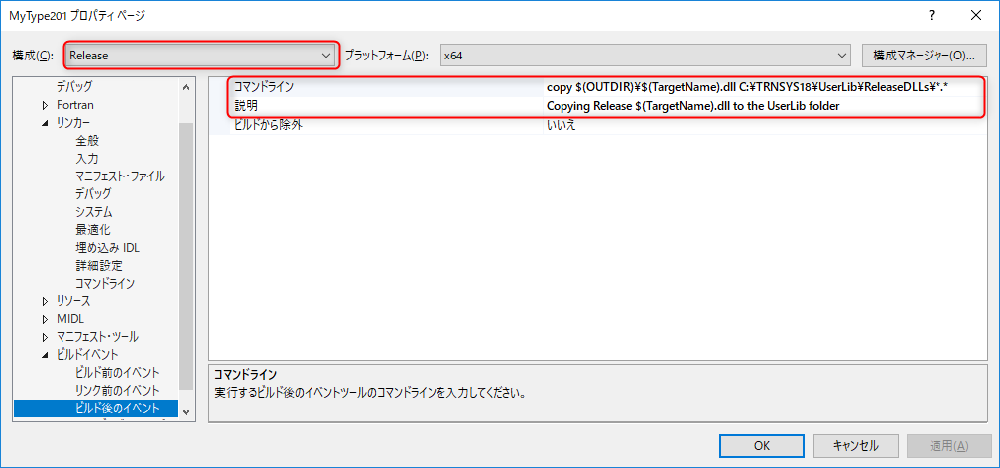 MyType201 プロパティ ページ
?
構成(C): Release プラットフォーム(P): x64 構成マネージャー(O)...
デバッグ
Fortran
リンカー
全般
入力
マニフェスト・ファイル
デバッグ
システム
最適化
埋め込み IDL
詳細設定
コマンドライン
リソース
MIDL
マニフェスト・ツール
ビルドイベント
ビルド前のイベント
リンク前のイベント
ビルド後のイベント
コマンドライン copy $(OUTDIR)¥$(TargetName).dll C:¥TRNSYS18¥UserLib¥ReleaseDLLs¥*.*
説明 Copying Release $(TargetName).dll to the UserLib folder
ビルドから除外 いいえ
コマンドライン
実行するビルド後のイベントツールのコマンドラインを入力してください。
OK キャンセル 適用(A)